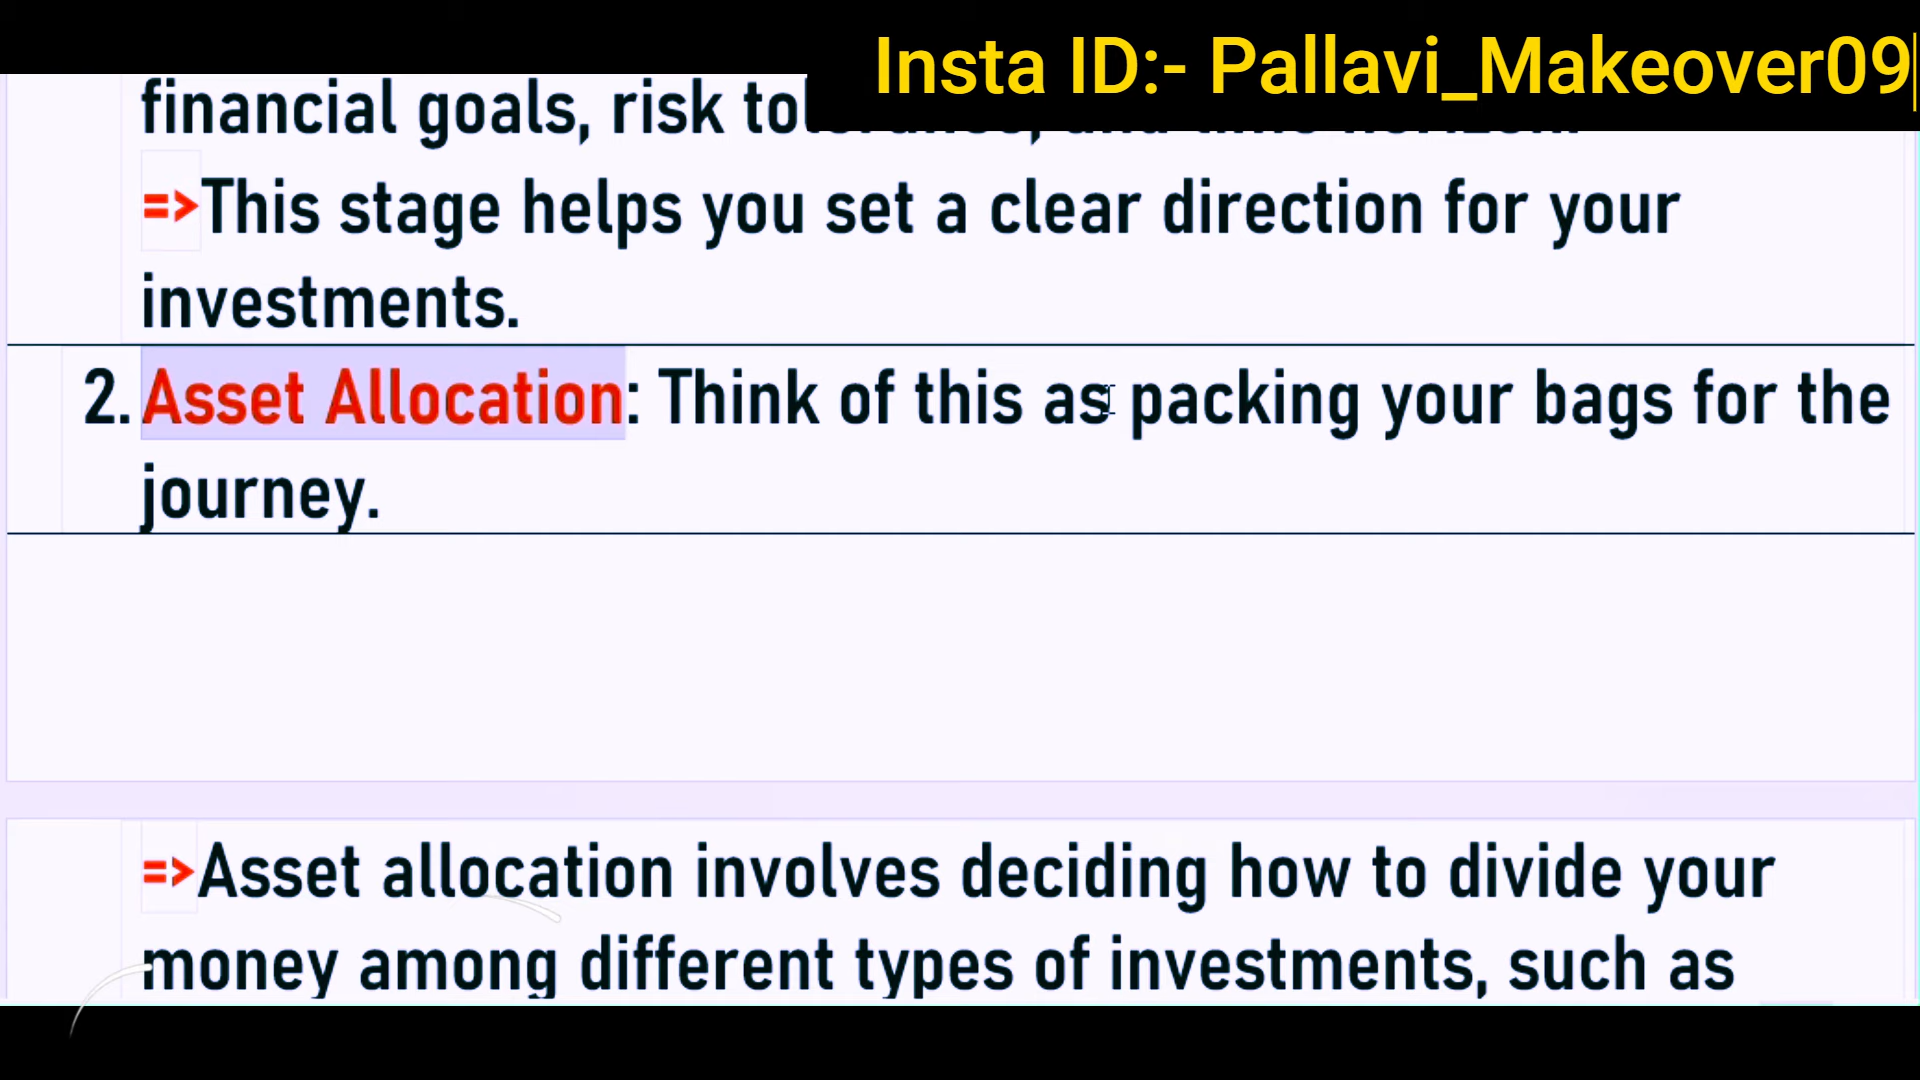 Insta ID:- Pallavi_Makeover09
financial goals, risk
=>This stage helps you set a clear direction for your
investments.
2. Asset Allocation: Think of this as packing your bags for the
journey.
=>Asset allocation involves deciding how to divide your
money among different types of investments, such as